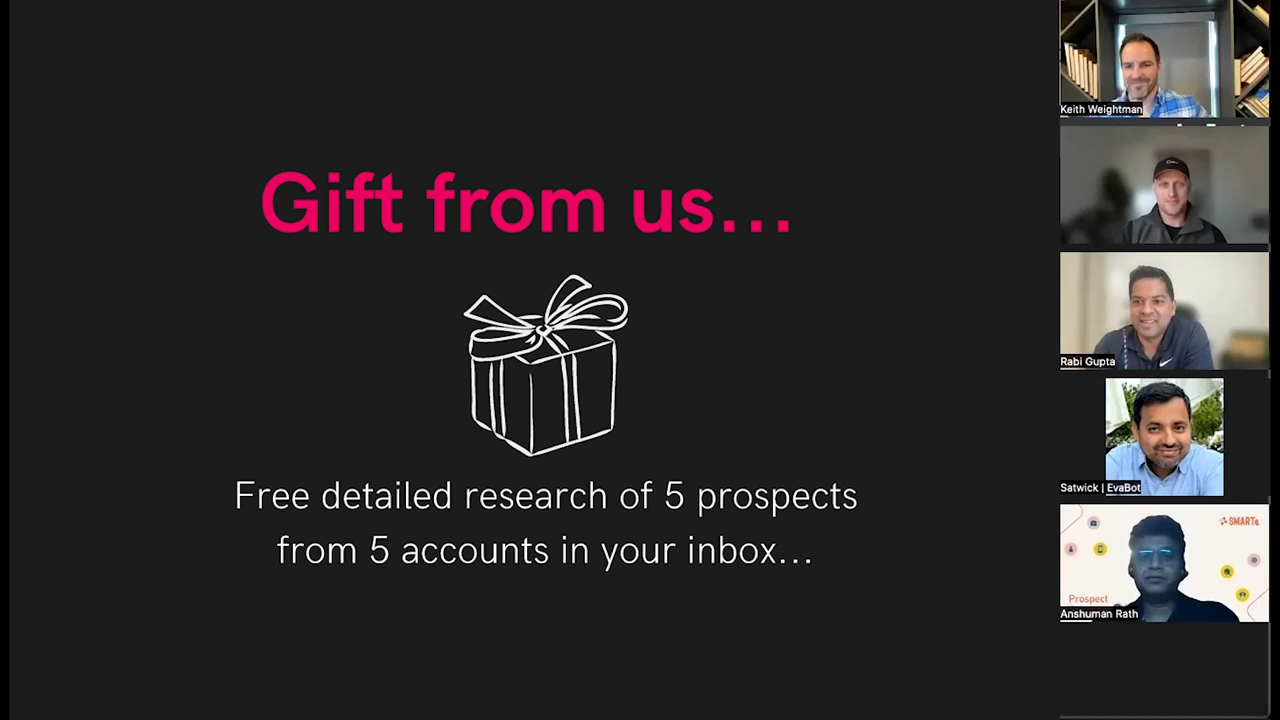 Gift from us...
Free detailed research of 5 prospects
from 5 accounts in your inbox...
Keith Weightman
Rabi Gupta
Satwick | EvaBot
SMARTe
Prospect
Anshuman Rath